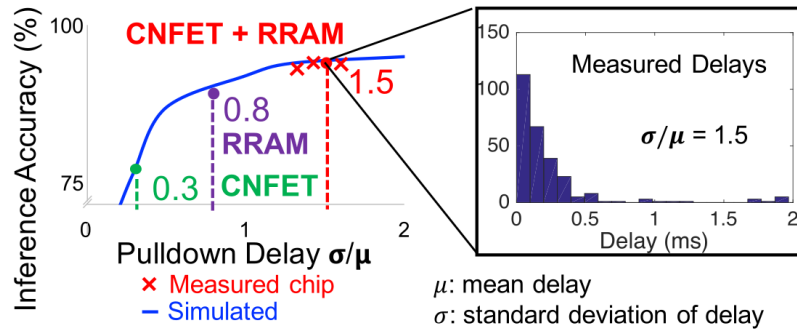 Inference Accuracy (%)
100
75
CNFET + RRAM
1.5
0.8
RRAM
0.3 CNFET
0 1 2
Pulldown Delay σ/μ
× Measured chip
– Simulated
150
100
50
0
Measured Delays
σ/μ = 1.5
0 0.5 1 1.5 2
Delay (ms)
μ: mean delay
σ: standard deviation of delay